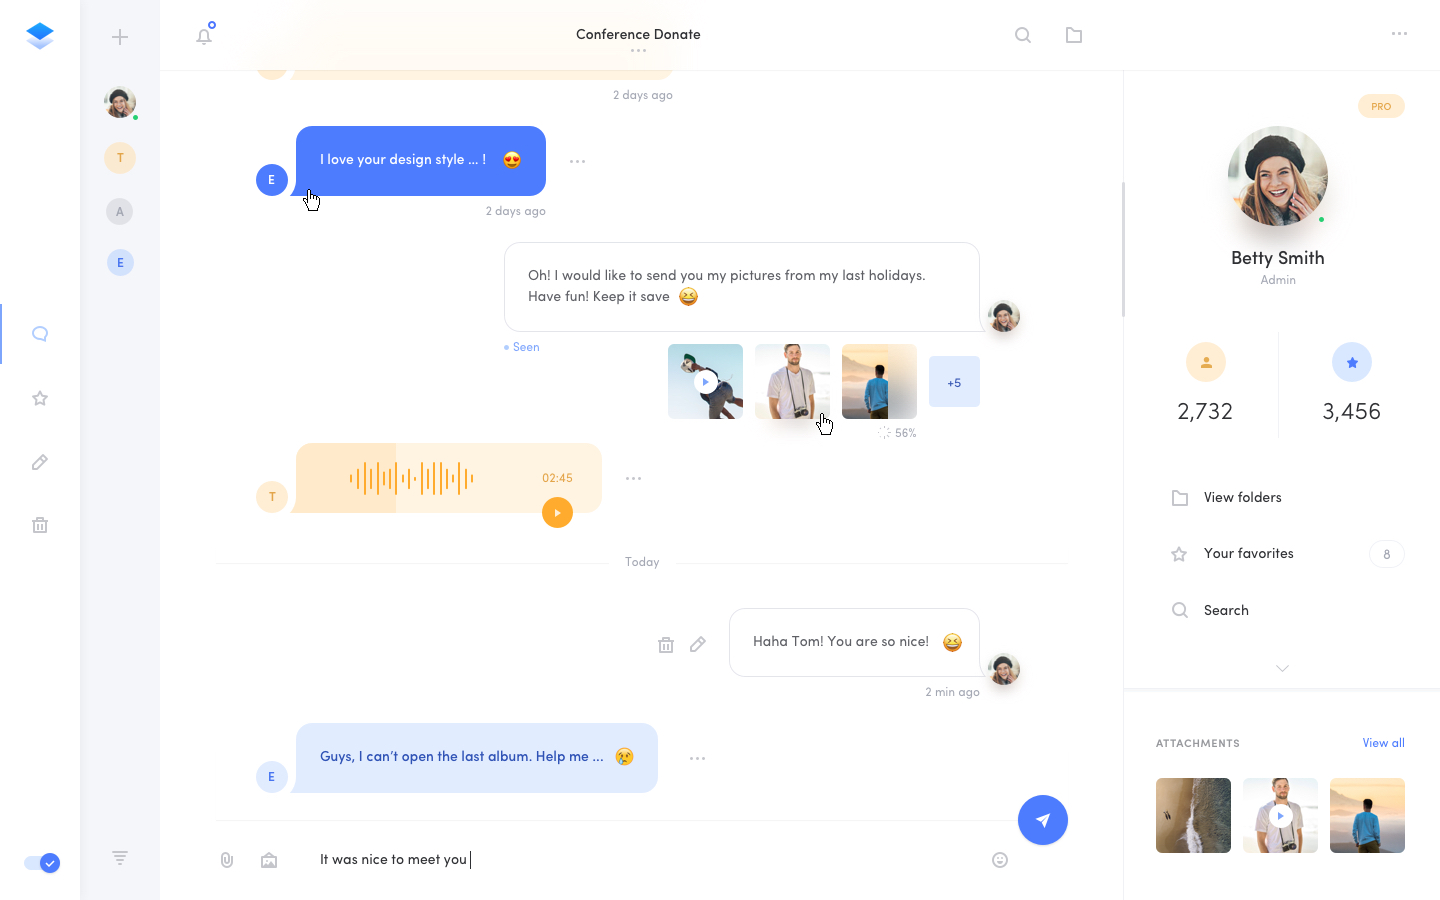 Conference Donate
PRO
2 days ago
T
I love your design style ... !
E
A
2 days ago
E
Oh! I would like to send you my pictures from my last holidays.
Have fun! Keep it save
Betty Smith
Admin
Seen
+5
56%
2,732
3,456
02:45
T
View folders
Today
Your favorites
8
Search
Haha Tom! You are so nice!
2 min ago
Guys, I can't open the last album. Help me ...
E
ATTACHMENTS
View all
It was nice to meet you